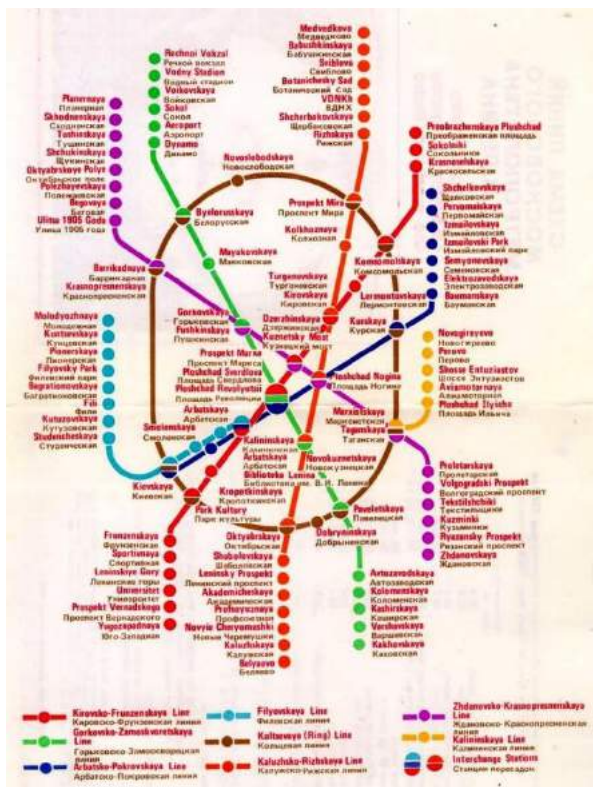 Medvedkovo
Медведково
Babushkinskaya
Бабушкинская
Sviblovo
Свиблово
Botanichesky Sad
Ботанический Сад
VDNKh
ВДНХ
Shcherbakovskaya
Щербаковская
Rizhskaya
Рижская
Rechnoi Vokzal
Речной вокзал
Vodny Stadion
Водный стадион
Voikovskaya
Войковская
Sokol
Сокол
Aeroport
Аэропорт
Dynamo
Динамо
Planernaya
Планерная
Skhodnenskaya
Сходненская
Tushinskaya
Тушинская
Shchukinskaya
Щукинская
Oktyabrskoye Polye
Октябрьское поле
Polezhayevskaya
Полежаевская
Begovaya
Беговая
Ulitsa 1905 Goda
Улица 1905 года
Preobrazhenskaya Ploshchad
Преображенская площадь
Sokolniki
Сокольники
Krasnoselskaya
Красносельская
Shchelkovskaya
Щелковская
Pervomaiskaya
Первомайская
Izmailovskaya
Измайловская
Izmailovski Park
Измайловский парк
Semyonovskaya
Семеновская
Elektrozavodskaya
Электрозаводская
Baumanskaya
Бауманская
Novoslobodskaya
Новослободская
Byelorusskaya
Белорусская
Prospekt Mira
Проспект Мира
Kolkhoznaya
Колхозная
Mayakovskaya
Маяковская
Komsomolskaya
Комсомольская
Turgenevskaya
Тургеневская
Kirovskaya
Кировская
Lermontovskaya
Лермонтовская
Barrikadnaya
Баррикадная
Krasnopresnenskaya
Краснопресненская
Gorkovskaya
Горьковская
Pushkinskaya
Пушкинская
Dzerzhinskaya
Дзержинская
Kuznetsky Most
Кузнецкий мост
Kurskaya
Курская
Prospekt Marxa
Проспект Маркса
Ploshchad Sverdlova
Площадь Свердлова
Ploshchad Revolyutsii
Площадь Революции
Ploshchad Nogina
Площадь Ногина
Molodyozhnaya
Молодежная
Kuntsevskaya
Кунцевская
Pionerskaya
Пионерская
Filyovsky Park
Филевский парк
Bagrationovskaya
Багратионовская
Fili
Фили
Kutuzovskaya
Кутузовская
Studencheskaya
Студенческая
Novogireyevo
Новогиреево
Perovo
Перово
Shosse Entuziastov
Шоссе Энтузиастов
Aviamotornaya
Авиамоторная
Ploshchad Ilyicha
Площадь Ильича
Arbatskaya
Арбатская
Smolenskaya
Смоленская
Marxistskaya
Марксистская
Taganskaya
Таганская
Kalininskaya
Калининская
Arbatskaya
Арбатская
Biblioteka Lenina
Библиотека им. В.И. Ленина
Novokuznetskaya
Новокузнецкая
Kievskaya
Киевская
Kropotkinskaya
Кропоткинская
Park Kultury
Парк культуры
Paveletskaya
Павелецкая
Dobryninskaya
Добрынинская
Oktyabrskaya
Октябрьская
Proletarskaya
Пролетарская
Volgogradski Prospekt
Волгоградский проспект
Tekstilshchiki
Текстильщики
Kuzminki
Кузьминки
Ryazansky Prospekt
Рязанский проспект
Zhdanovskaya
Ждановская
Frunzenskaya
Фрунзенская
Sportivnaya
Спортивная
Leninskiye Gory
Ленинские горы
Universitet
Университет
Prospekt Vernadskogo
Проспект Вернадского
Yugozapadnaya
Юго-Западная
Shabolovskaya
Шаболовская
Leninsky Prospekt
Ленинский проспект
Akademicheskaya
Академическая
Profsoyuznaya
Профсоюзная
Noviye Cheryomushki
Новые Черемушки
Kaluzhskaya
Калужская
Belyaevo
Беляево
Avtozavodskaya
Автозаводская
Kolomenskaya
Коломенская
Kashirskaya
Каширская
Varshavskaya
Варшавская
Kakhovskaya
Каховская
Kirovsko-Frunzenskaya Line
Кировско-Фрунзенская линия
Gorkovsko-Zamoskvoretskaya
Line
Горьковско-Замоскворецкая
линия
Arbatsko-Pokrovskaya Line
Арбатско-Покровская линия
Filyovskaya Line
Филевская линия
Koltsevaya (Ring) Line
Кольцевая линия
Kaluzhsko-Rizhskaya Line
Калужско-Рижская линия
Zhdanovsko-Krasnopresnenskaya
Line
Ждановско-Краснопресненская
линия
Kalininskaya Line
Калининская линия
Interchange Stations
Станции пересадок